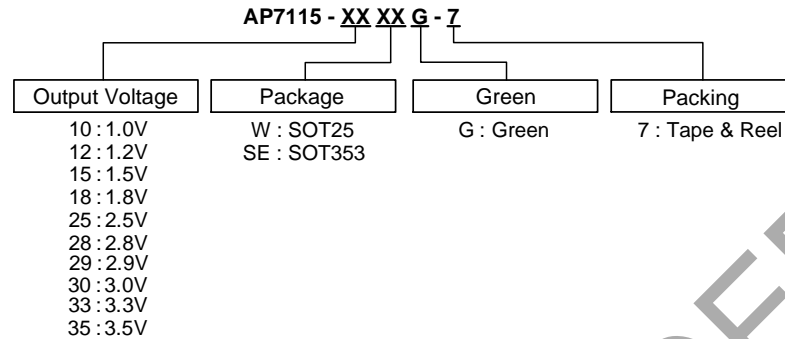 AP7115 - XX XX G - 7
Output Voltage
Package
Green
Packing
10 : 1.0V
12 : 1.2V
15 : 1.5V
18 : 1.8V
25 : 2.5V
28 : 2.8V
29 : 2.9V
30 : 3.0V
33 : 3.3V
35 : 3.5V
W : SOT25
SE : SOT353
G : Green
7 : Tape & Reel